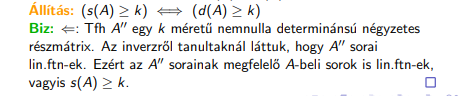 Állítás: (s(A) ≥ k) ⟺ (d(A) ≥ k)
Biz: ⇐: Tfh A″ egy k méretű nemnulla determinánsú négyzetes
részmátrix. Az inverzről tanultaknál láttuk, hogy A″ sorai
lin.ftn-ek. Ezért az A″ sorainak megfelelő A-beli sorok is lin.ftn-ek,
vagyis s(A) ≥ k. □